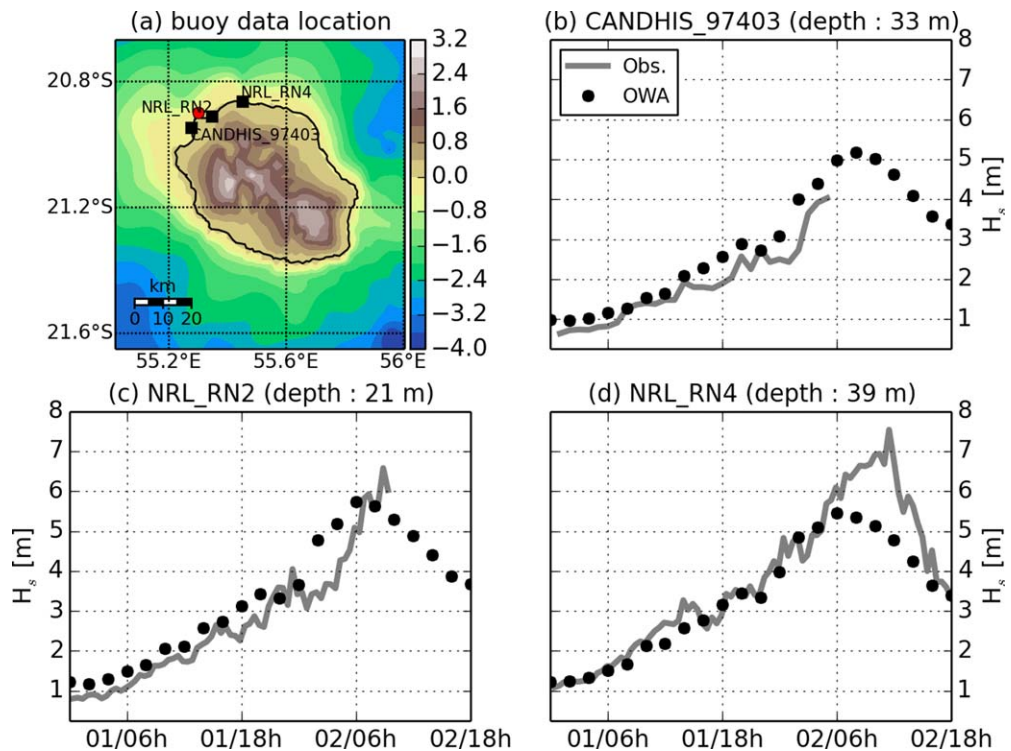 (a) buoy data location
3.2
2.4
1.6
0.8
0.0
−0.8
−1.6
−2.4
−3.2
−4.0
20.8°S
21.2°S
21.6°S
55.2°E
55.6°E
56°E
NRL_RN4
NRL_RN2
CANDHIS_97403
km
0 10 20
(b) CANDHIS_97403 (depth : 33 m)
Obs.
OWA
8
7
6
5
4
3
2
1
Hs [m]
(c) NRL_RN2 (depth : 21 m)
8
7
6
5
4
3
2
1
Hs [m]
01/06h 01/18h 02/06h 02/18h
(d) NRL_RN4 (depth : 39 m)
8
7
6
5
4
3
2
1
Hs [m]
01/06h 01/18h 02/06h 02/18h